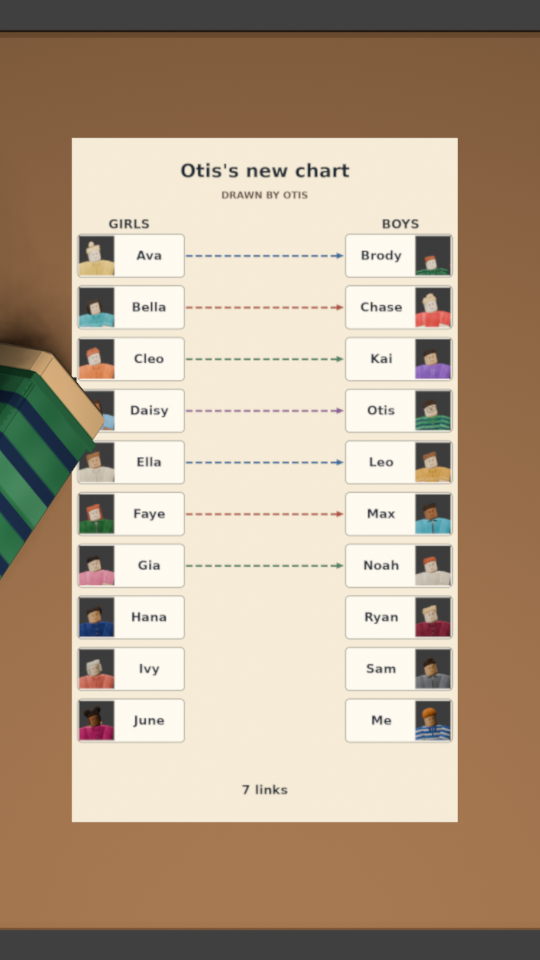 Otis's new chart
DRAWN BY OTIS
GIRLS BOYS
Ava Brody
Bella Chase
Cleo Kai
Daisy Otis
Ella Leo
Faye Max
Gia Noah
Hana Ryan
Ivy Sam
June Me
7 links